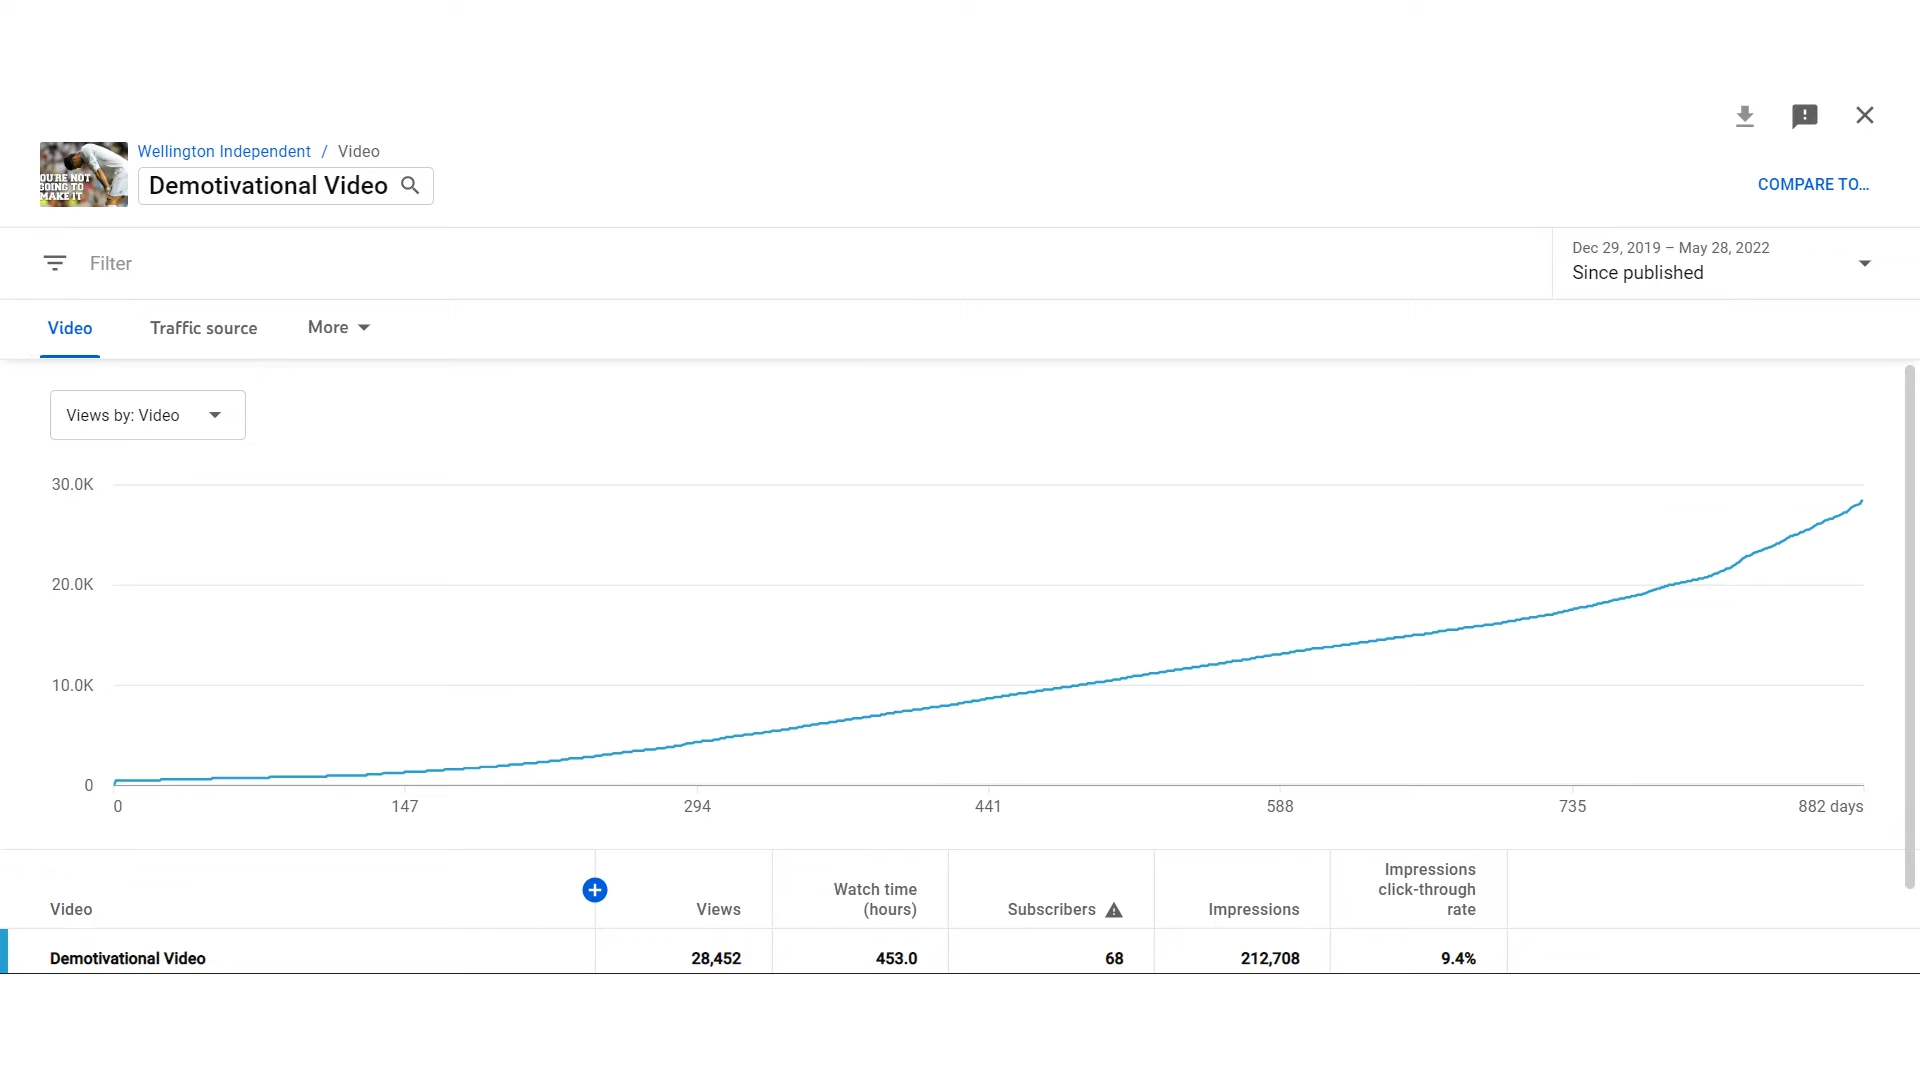 Wellington Independent / Video
Demotivational Video
OU'RE NOT
GOING TO
MAKE IT
COMPARE TO...
Filter
Dec 29, 2019 – May 28, 2022
Since published
Video
Traffic source
More
Views by: Video
30.0K
20.0K
10.0K
0
0 147 294 441 588 735 882 days
Video
Views
Watch time
(hours)
Subscribers
Impressions
Impressions
click-through
rate
Demotivational Video 28,452 453.0 68 212,708 9.4%